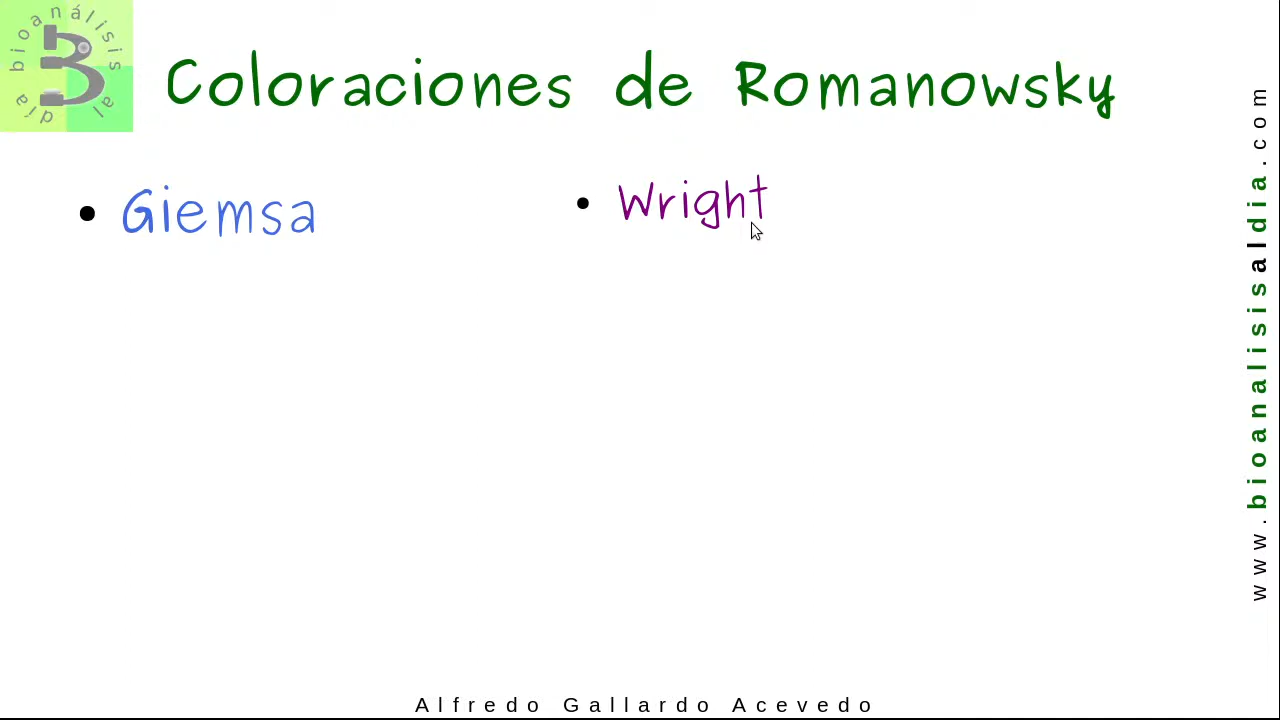 bioanálisis al día
Coloraciones de Romanowsky
• Giemsa
• Wright
www.bioanalisisaldia.com
Alfredo Gallardo Acevedo